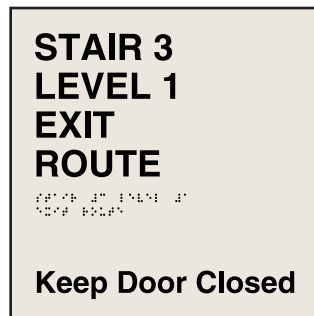 STAIR 3
LEVEL 1
EXIT
ROUTE
⠎⠞⠁⠊⠗ ⠼⠉ ⠇⠑⠧⠑⠇ ⠼⠁
⠑⠭⠊⠞ ⠗⠕⠥⠞⠑
Keep Door Closed